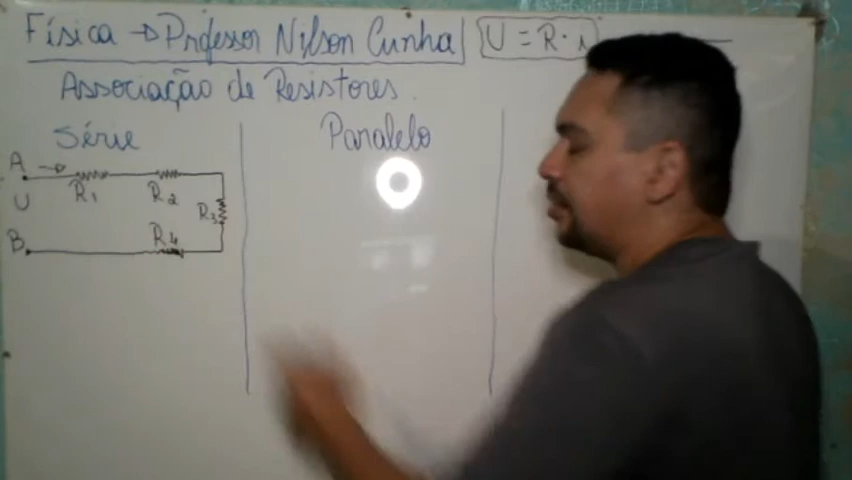 Física → Professor Nilson Cunha
U = R · i
Associação de Resistores.
Série
Paralelo
A
R1
R2
U
R3
R4
B